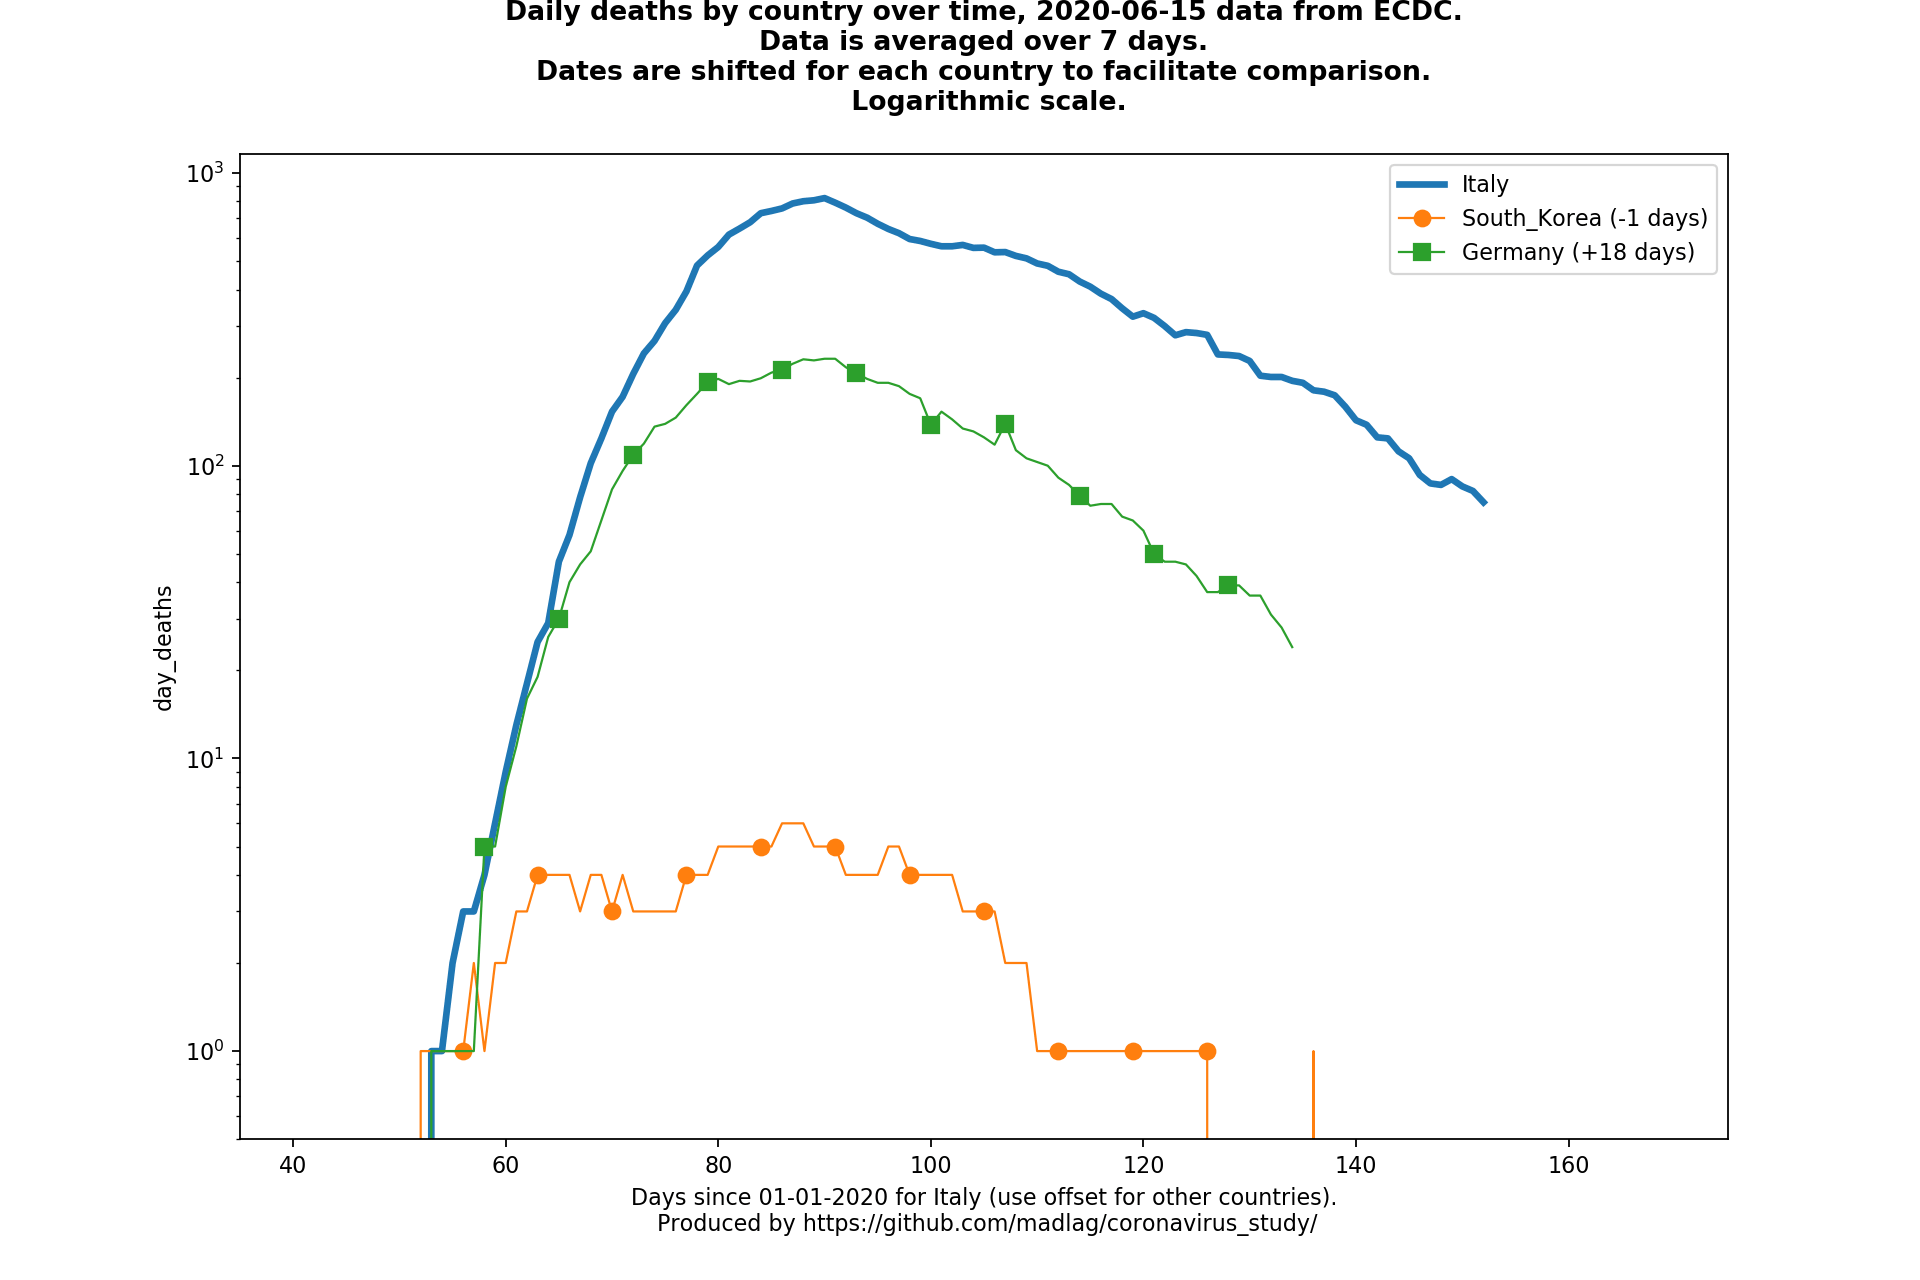 Daily deaths by country over time, 2020-06-15 data from ECDC.
Data is averaged over 7 days.
Dates are shifted for each country to facilitate comparison.
Logarithmic scale.
10³
10²
10¹
10⁰
day_deaths
Italy
South_Korea (-1 days)
Germany (+18 days)
40 60 80 100 120 140 160
Days since 01-01-2020 for Italy (use offset for other countries).
Produced by https://github.com/madlag/coronavirus_study/